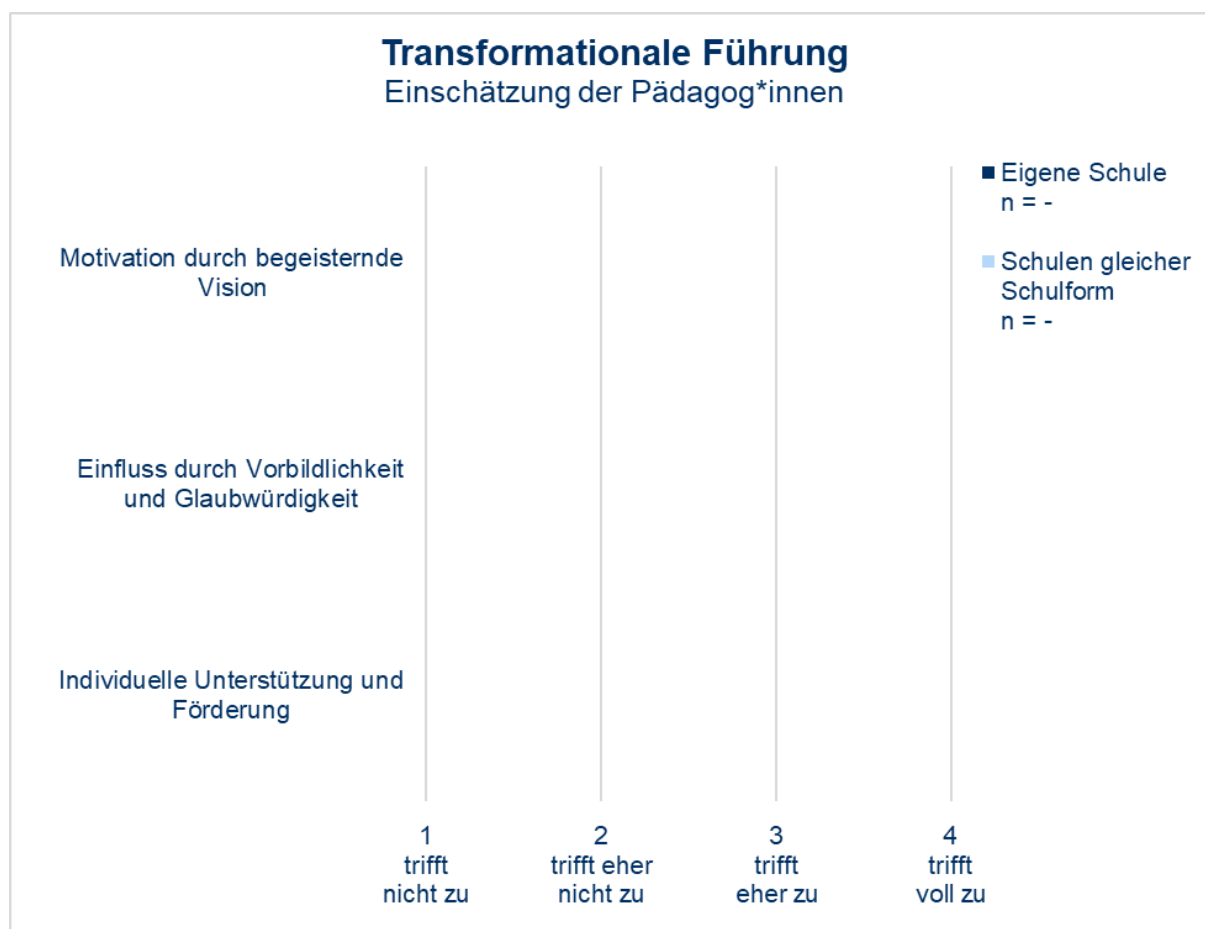 Transformationale Führung
Einschätzung der Pädagog*innen
Eigene Schule
n = -
Schulen gleicher
Schulform
n = -
Motivation durch begeisternde
Vision
Einfluss durch Vorbildlichkeit
und Glaubwürdigkeit
Individuelle Unterstützung und
Förderung
1
trifft
nicht zu
2
trifft eher
nicht zu
3
trifft
eher zu
4
trifft
voll zu